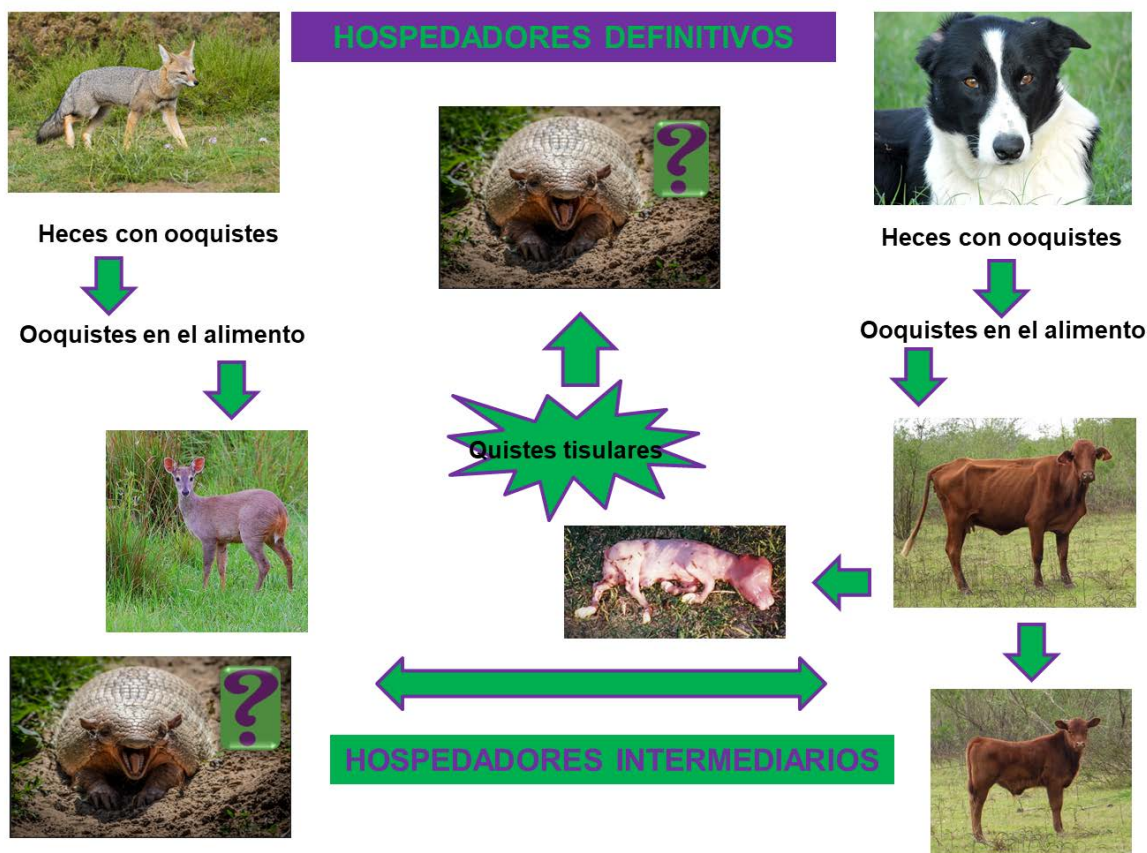 HOSPEDADORES DEFINITIVOS
?
Heces con ooquistes
Heces con ooquistes
Ooquistes en el alimento
Ooquistes en el alimento
Quistes tisulares
?
HOSPEDADORES INTERMEDIARIOS